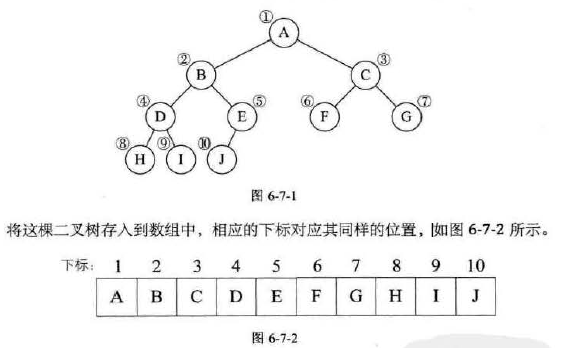 ①
A
② ③
B C
④ ⑤ ⑥ ⑦
D E F G
⑧ ⑨ ⑩
H I J
图 6-7-1
将这棵二叉树存入到数组中，相应的下标对应其同样的位置，如图 6-7-2 所示。
下标: 1 2 3 4 5 6 7 8 9 10
A B C D E F G H I J
图 6-7-2